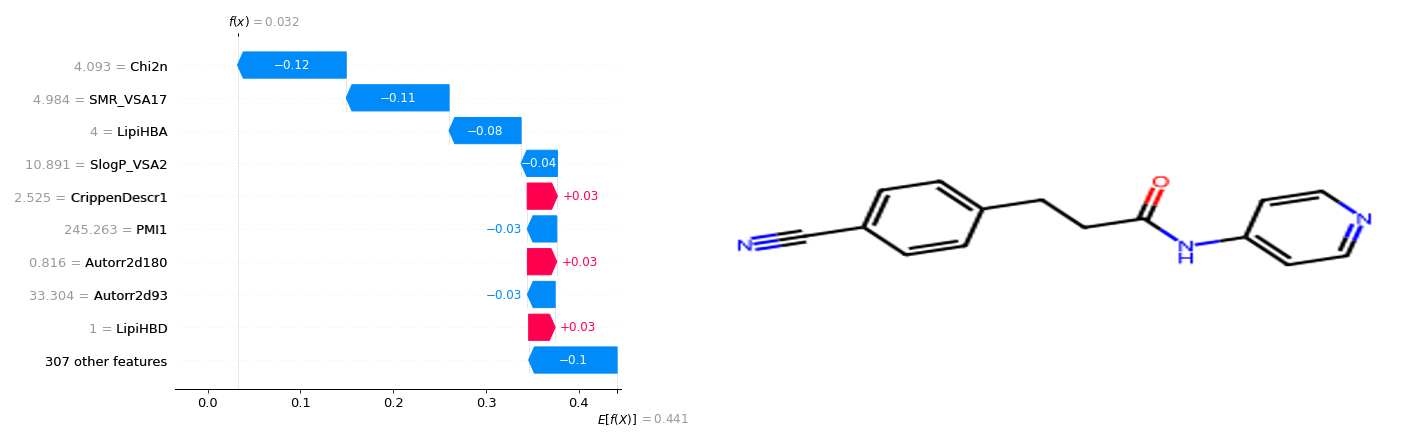 f(x) = 0.032
4.093 = Chi2n
−0.12
4.984 = SMR_VSA17
−0.11
4 = LipiHBA
−0.08
10.891 = SlogP_VSA2
−0.04
2.525 = CrippenDescr1
+0.03
245.263 = PMI1
−0.03
0.816 = Autorr2d180
+0.03
33.304 = Autorr2d93
−0.03
1 = LipiHBD
+0.03
307 other features
−0.1
0.0 0.1 0.2 0.3 0.4
E[f(X)] = 0.441
O
N
N
H
N